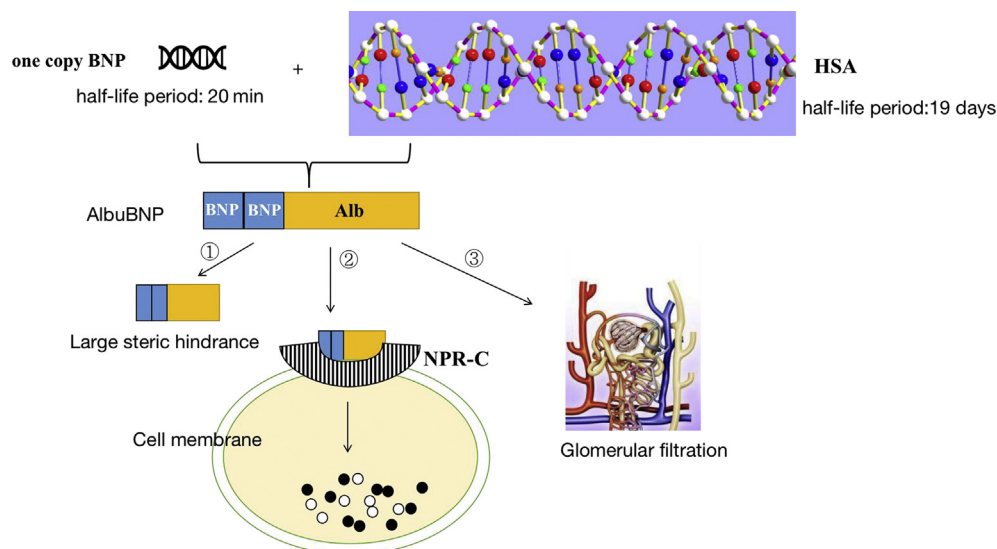 one copy BNP
half-life period: 20 min
+
HSA
half-life period:19 days
AlbuBNP
BNP BNP Alb
①
②
③
Large steric hindrance
NPR-C
Cell membrane
Glomerular filtration